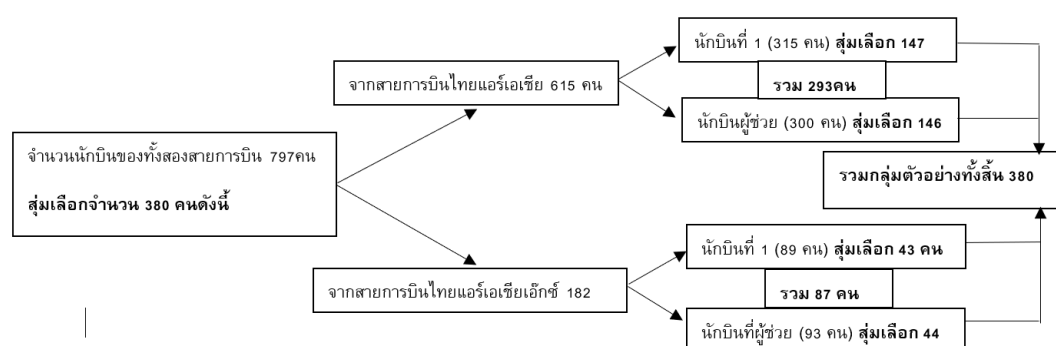 จำนวนนักบินของทั้งสองสายการบิน 797คน
สุ่มเลือกจำนวน 380 คนดังนี้
จากสายการบินไทยแอร์เอเชีย 615 คน
นักบินที่ 1 (315 คน) สุ่มเลือก 147
รวม 293คน
นักบินผู้ช่วย (300 คน) สุ่มเลือก 146
รวมกลุ่มตัวอย่างทั้งสิ้น 380
จากสายการบินไทยแอร์เอเชียเอ๊กซ์ 182
นักบินที่ 1 (89 คน) สุ่มเลือก 43 คน
รวม 87 คน
นักบินที่ผู้ช่วย (93 คน) สุ่มเลือก 44